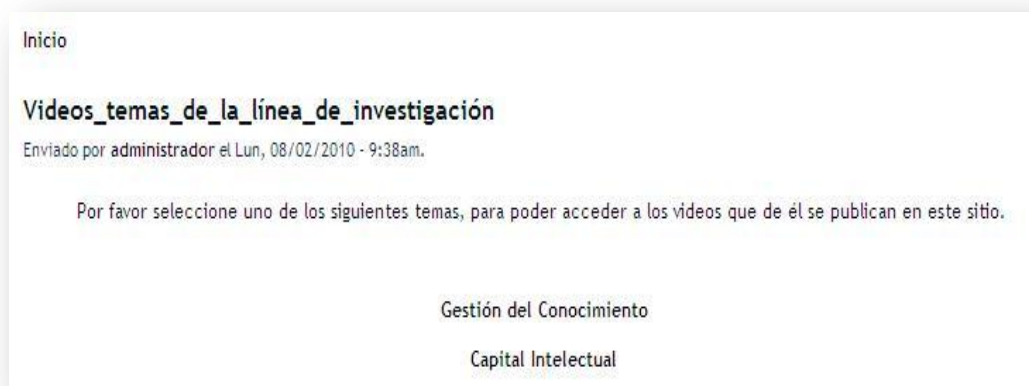 Inicio
Videos_temas_de_la_línea_de_investigación
Enviado por administrador el Lun, 08/02/2010 - 9:38am.
Por favor seleccione uno de los siguientes temas, para poder acceder a los videos que de él se publican en este sitio.
Gestión del Conocimiento
Capital Intelectual